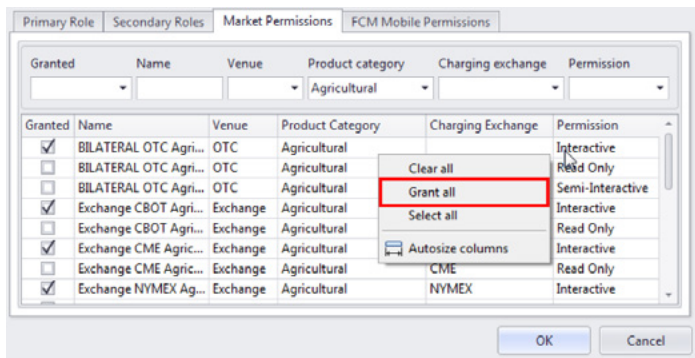 Primary Role Secondary Roles Market Permissions FCM Mobile Permissions
Granted Name Venue Product category Charging exchange Permission
Agricultural
Granted Name Venue Product Category Charging Exchange Permission
BILATERAL OTC Agri... OTC Agricultural Interactive
BILATERAL OTC Agri... OTC Agricultural Read Only
BILATERAL OTC Agri... OTC Agricultural Semi-Interactive
Exchange CBOT Agri... Exchange Agricultural Interactive
Exchange CBOT Agri... Exchange Agricultural Read Only
Exchange CME Agric... Exchange Agricultural Interactive
Exchange CME Agric... Exchange Agricultural CME Read Only
Exchange NYMEX Ag... Exchange Agricultural NYMEX Interactive
Clear all
Grant all
Select all
Autosize columns
OK Cancel